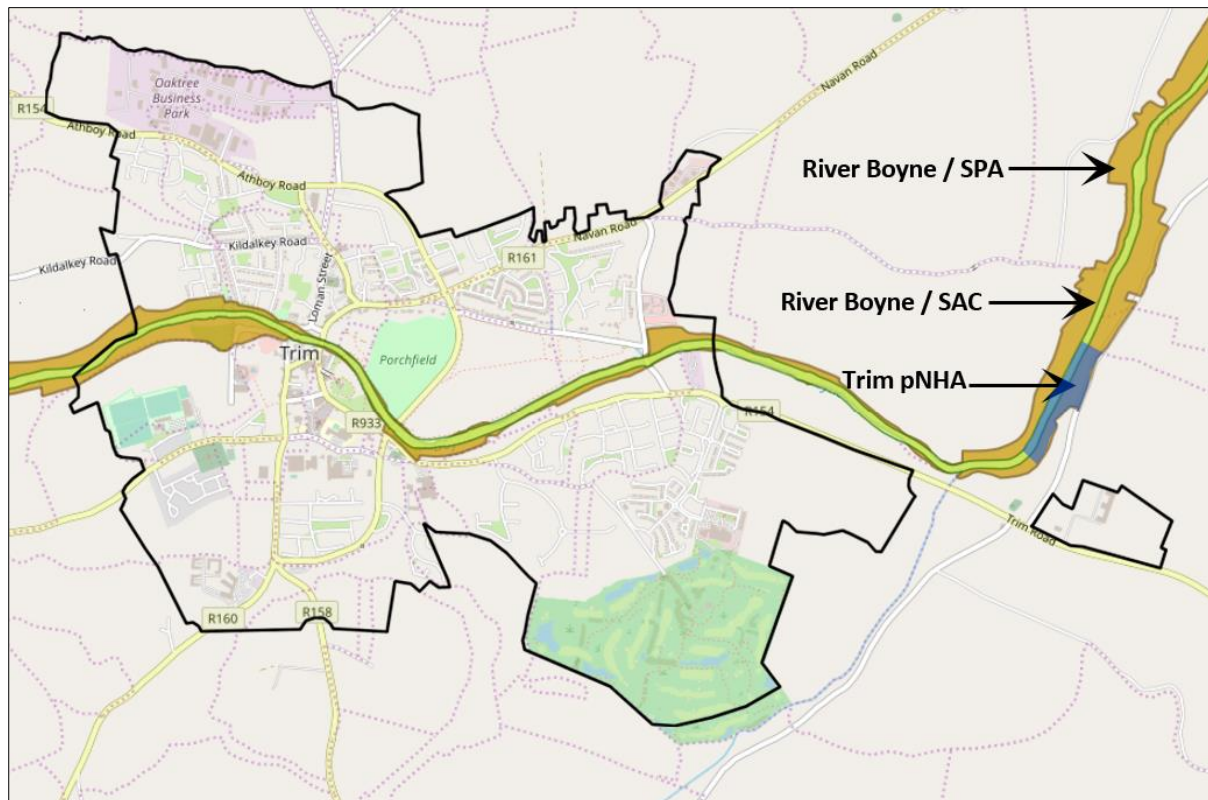 Oaktree
Business
Park
R154
Athboy Road
Navan Road
Athboy Road
River Boyne / SPA
Kildalkey Road
Kildalkey Road
Loman Street
Navan Road
R161
River Boyne / SAC
Trim
Porchfield
Trim pNHA
R154
R933
Trim Road
R160
R158